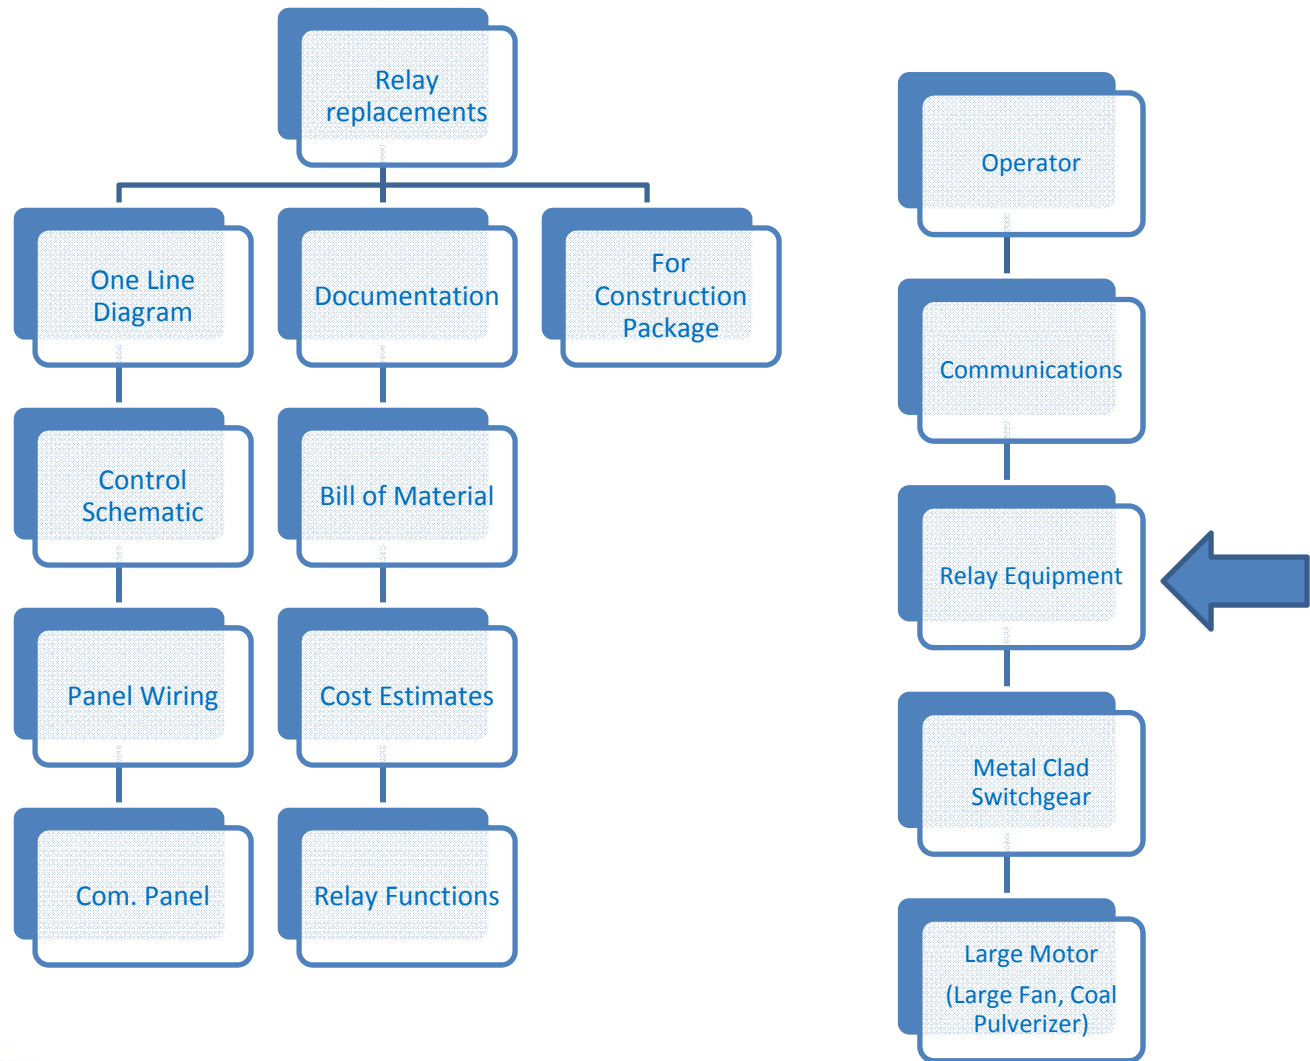 Relay
replacements
One Line
Diagram
Documentation
For
Construction
Package
Control
Schematic
Bill of Material
Panel Wiring
Cost Estimates
Com. Panel
Relay Functions
Operator
Communications
Relay Equipment
Metal Clad
Switchgear
Large Motor
(Large Fan, Coal
Pulverizer)